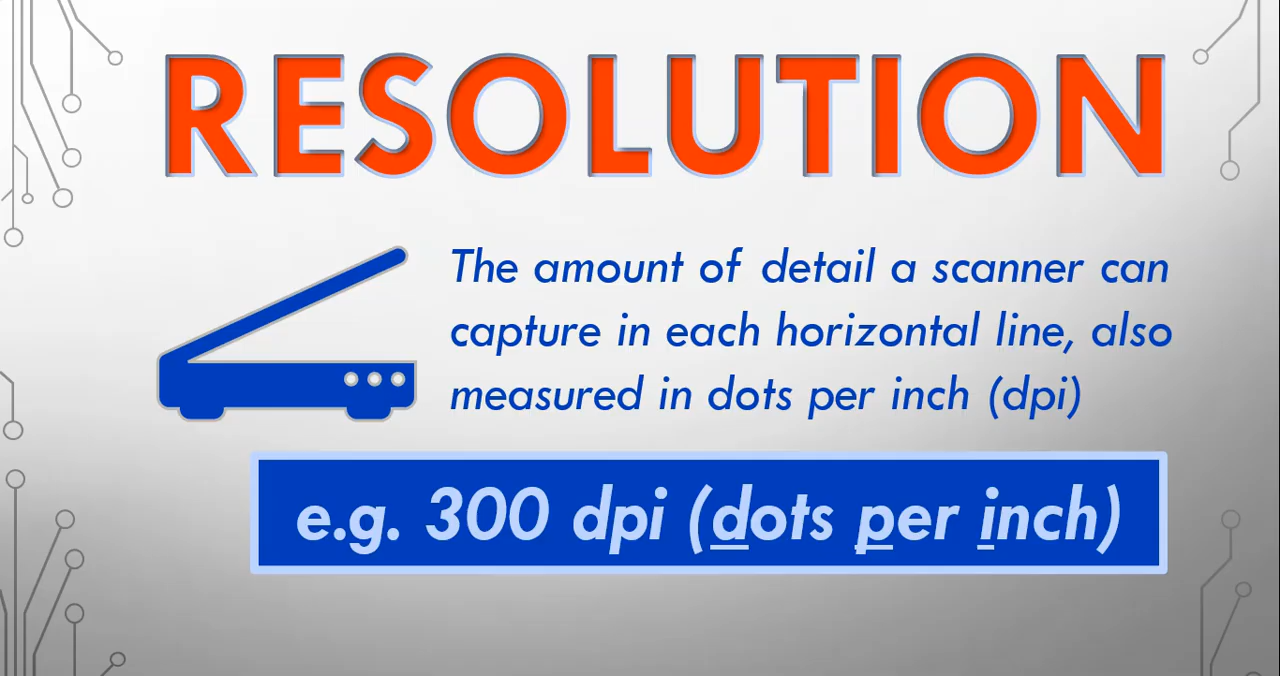 RESOLUTION
The amount of detail a scanner can
capture in each horizontal line, also
measured in dots per inch (dpi)
e.g. 300 dpi (dots per inch)